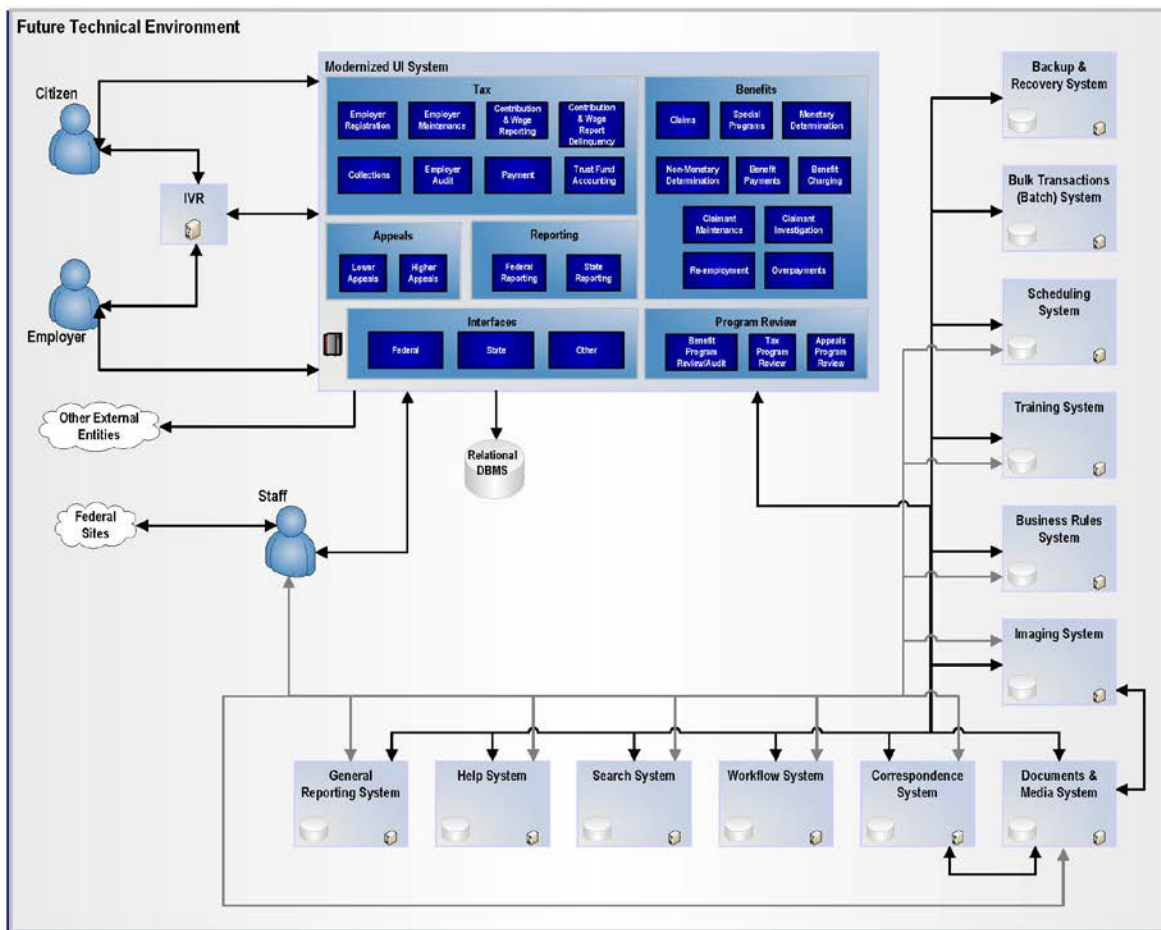 Future Technical Environment
Citizen
IVR
Employer
Other External
Entities
Federal
Sites
Staff
Modernized UI System
Tax
Employer
Registration
Employer
Maintenance
Contribution
& Wage
Reporting
Contribution
& Wage
Report
Delinquency
Collections
Employer
Audit
Payment
Trust Fund
Accounting
Benefits
Claims
Special
Programs
Monetary
Determination
Non-Monetary
Determination
Benefit
Payments
Benefit
Charging
Claimant
Maintenance
Claimant
Investigation
Re-employment
Overpayments
Appeals
Lower
Appeals
Higher
Appeals
Reporting
Federal
Reporting
State
Reporting
Interfaces
Federal
State
Other
Program Review
Benefit
Program
Review/Audit
Tax
Program
Review
Appeals
Program
Review
Relational
DBMS
Backup &
Recovery System
Bulk Transactions
(Batch) System
Scheduling
System
Training System
Business Rules
System
Imaging System
General
Reporting System
Help System
Search System
Workflow System
Correspondence
System
Documents &
Media System